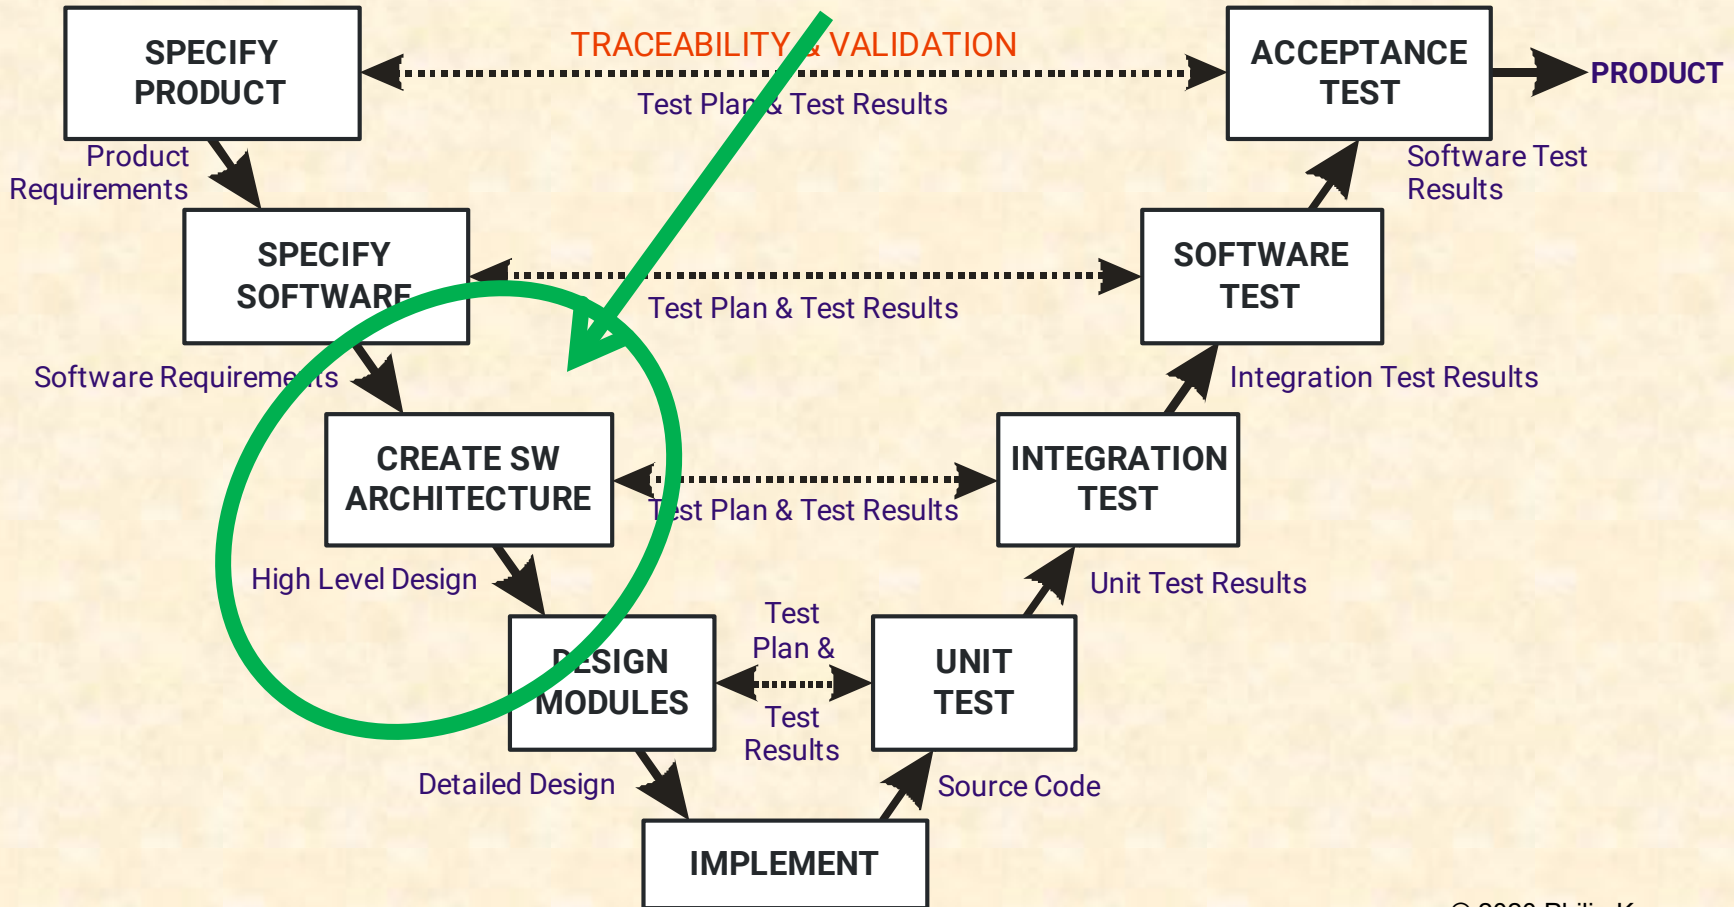 SPECIFY
PRODUCT
TRACEABILITY & VALIDATION
Test Plan & Test Results
ACCEPTANCE
TEST
PRODUCT
Product
Requirements
Software Test
Results
SPECIFY
SOFTWARE
Test Plan & Test Results
SOFTWARE
TEST
Software Requirements
Integration Test Results
CREATE SW
ARCHITECTURE
Test Plan & Test Results
INTEGRATION
TEST
High Level Design
Unit Test Results
DESIGN
MODULES
Test
Plan &
Test
Results
UNIT
TEST
Detailed Design
Source Code
IMPLEMENT